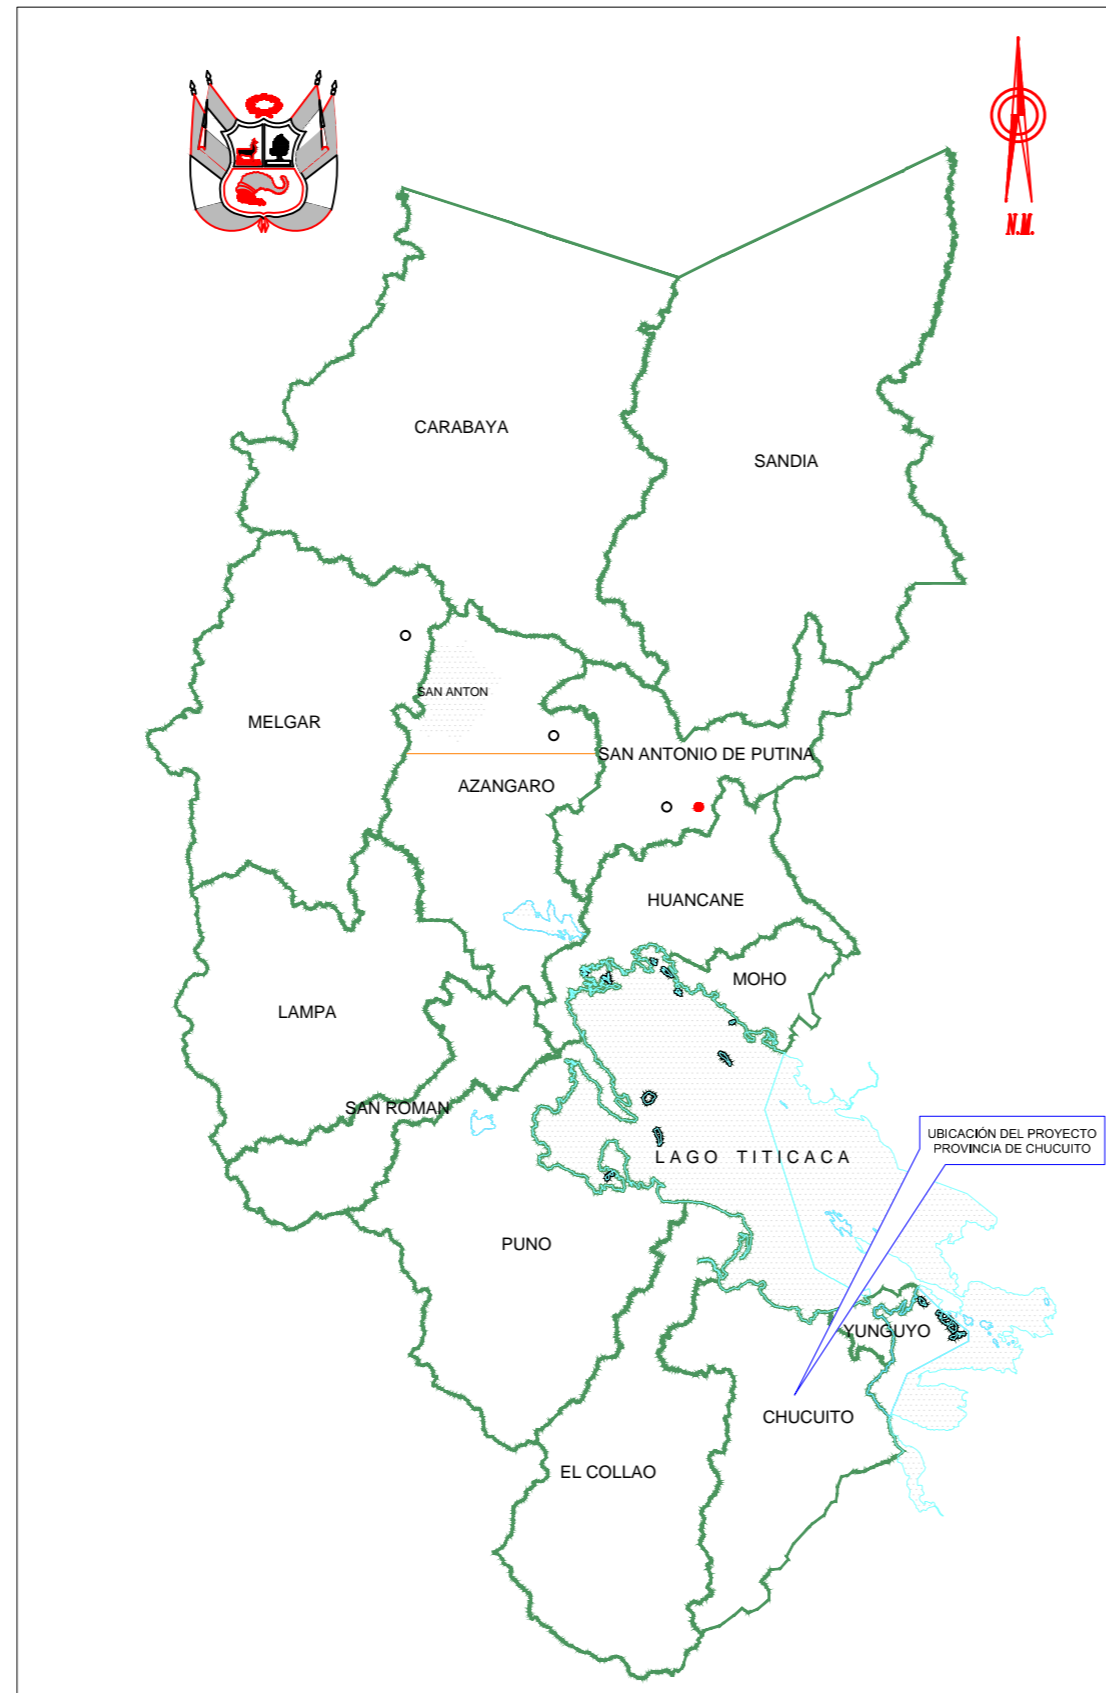 N.M.
CARABAYA
SANDIA
SAN ANTON
MELGAR
SAN ANTONIO DE PUTINA
AZANGARO
HUANCANE
MOHO
LAMPA
SAN ROMAN
UBICACIÓN DEL PROYECTO
PROVINCIA DE CHUCUITO
LAGO TITICACA
PUNO
YUNGUYO
CHUCUITO
EL COLLAO